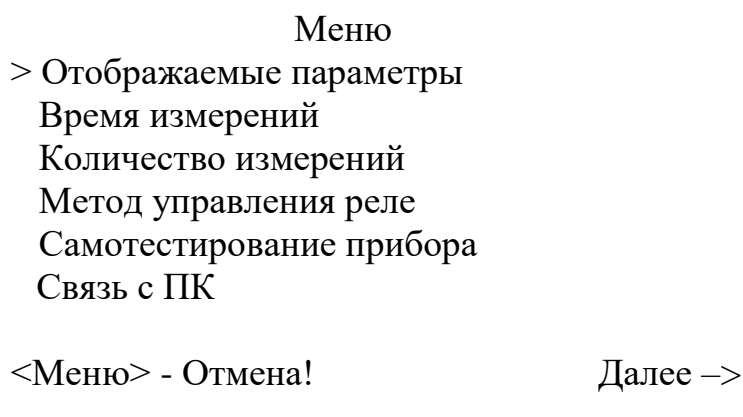 Меню
> Отображаемые параметры
Время измерений
Количество измерений
Метод управления реле
Самотестирование прибора
Связь с ПК
<Меню> - Отмена! Далее –>